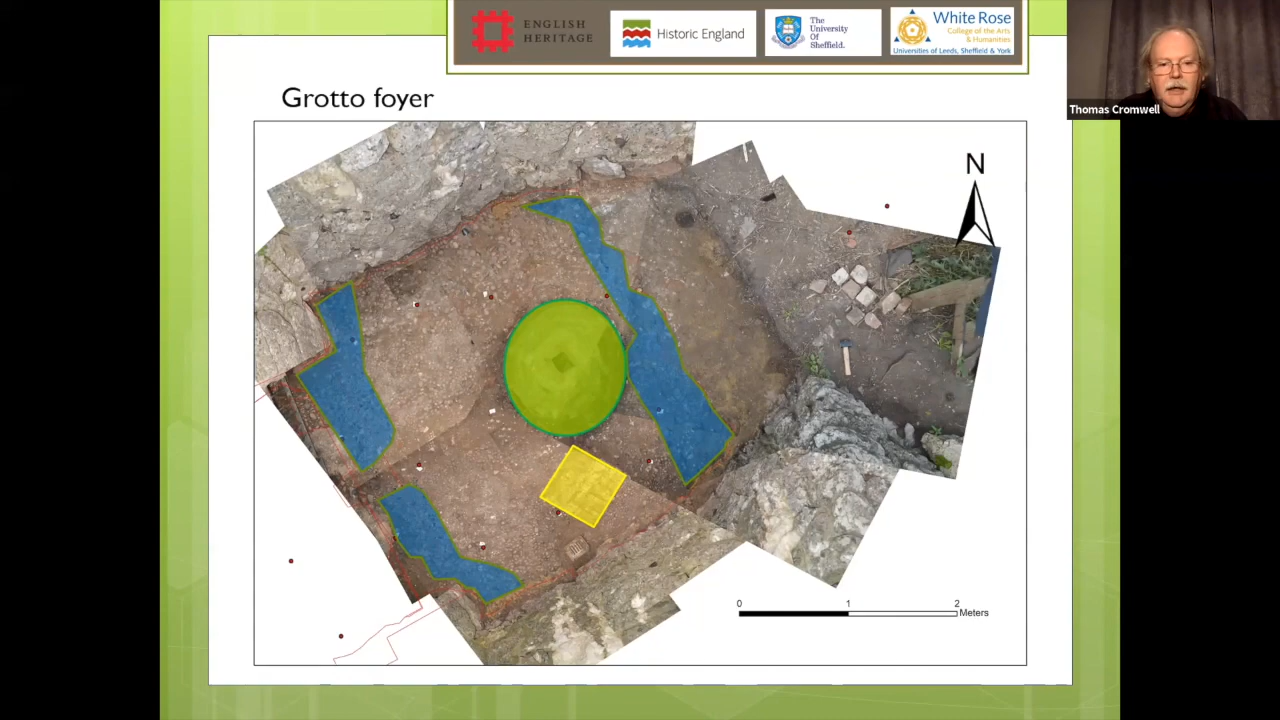 ENGLISH
HERITAGE
Historic England
The
University
Of
Sheffield.
White Rose
College of the Arts
& Humanities
Universities of Leeds, Sheffield & York
Thomas Cromwell
Grotto foyer
N
0 1 2
Meters